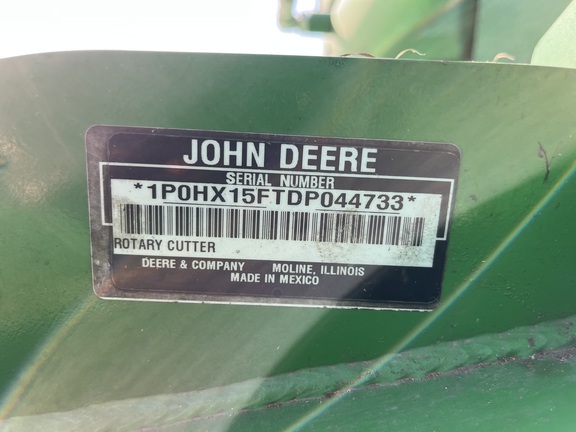 JOHN DEERE
SERIAL NUMBER
*1P0HX15FTDP044733*
ROTARY CUTTER
DEERE & COMPANY MOLINE, ILLINOIS
MADE IN MEXICO